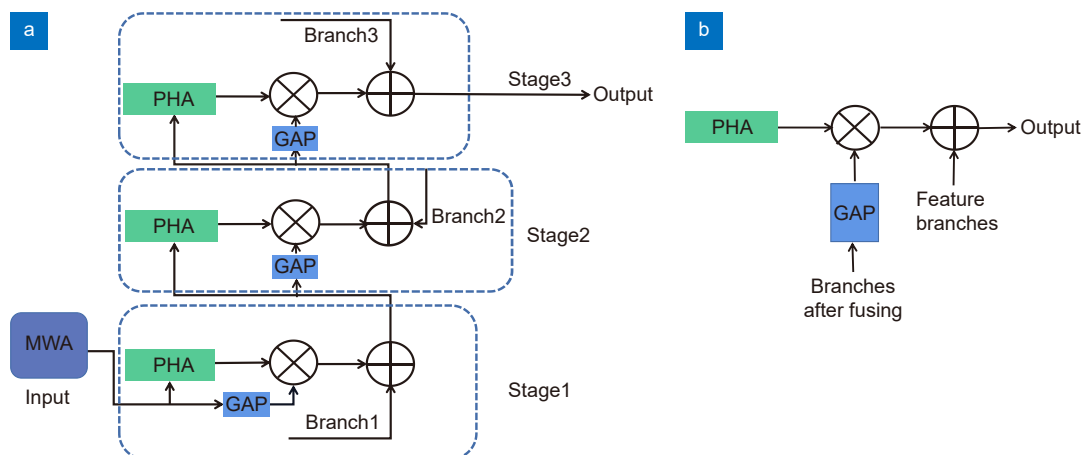 a
Branch3
Stage3
PHA
Output
GAP
PHA
Branch2
Stage2
GAP
MWA
PHA
Input
GAP
Stage1
Branch1
b
PHA
Output
GAP
Feature
branches
Branches
after fusing